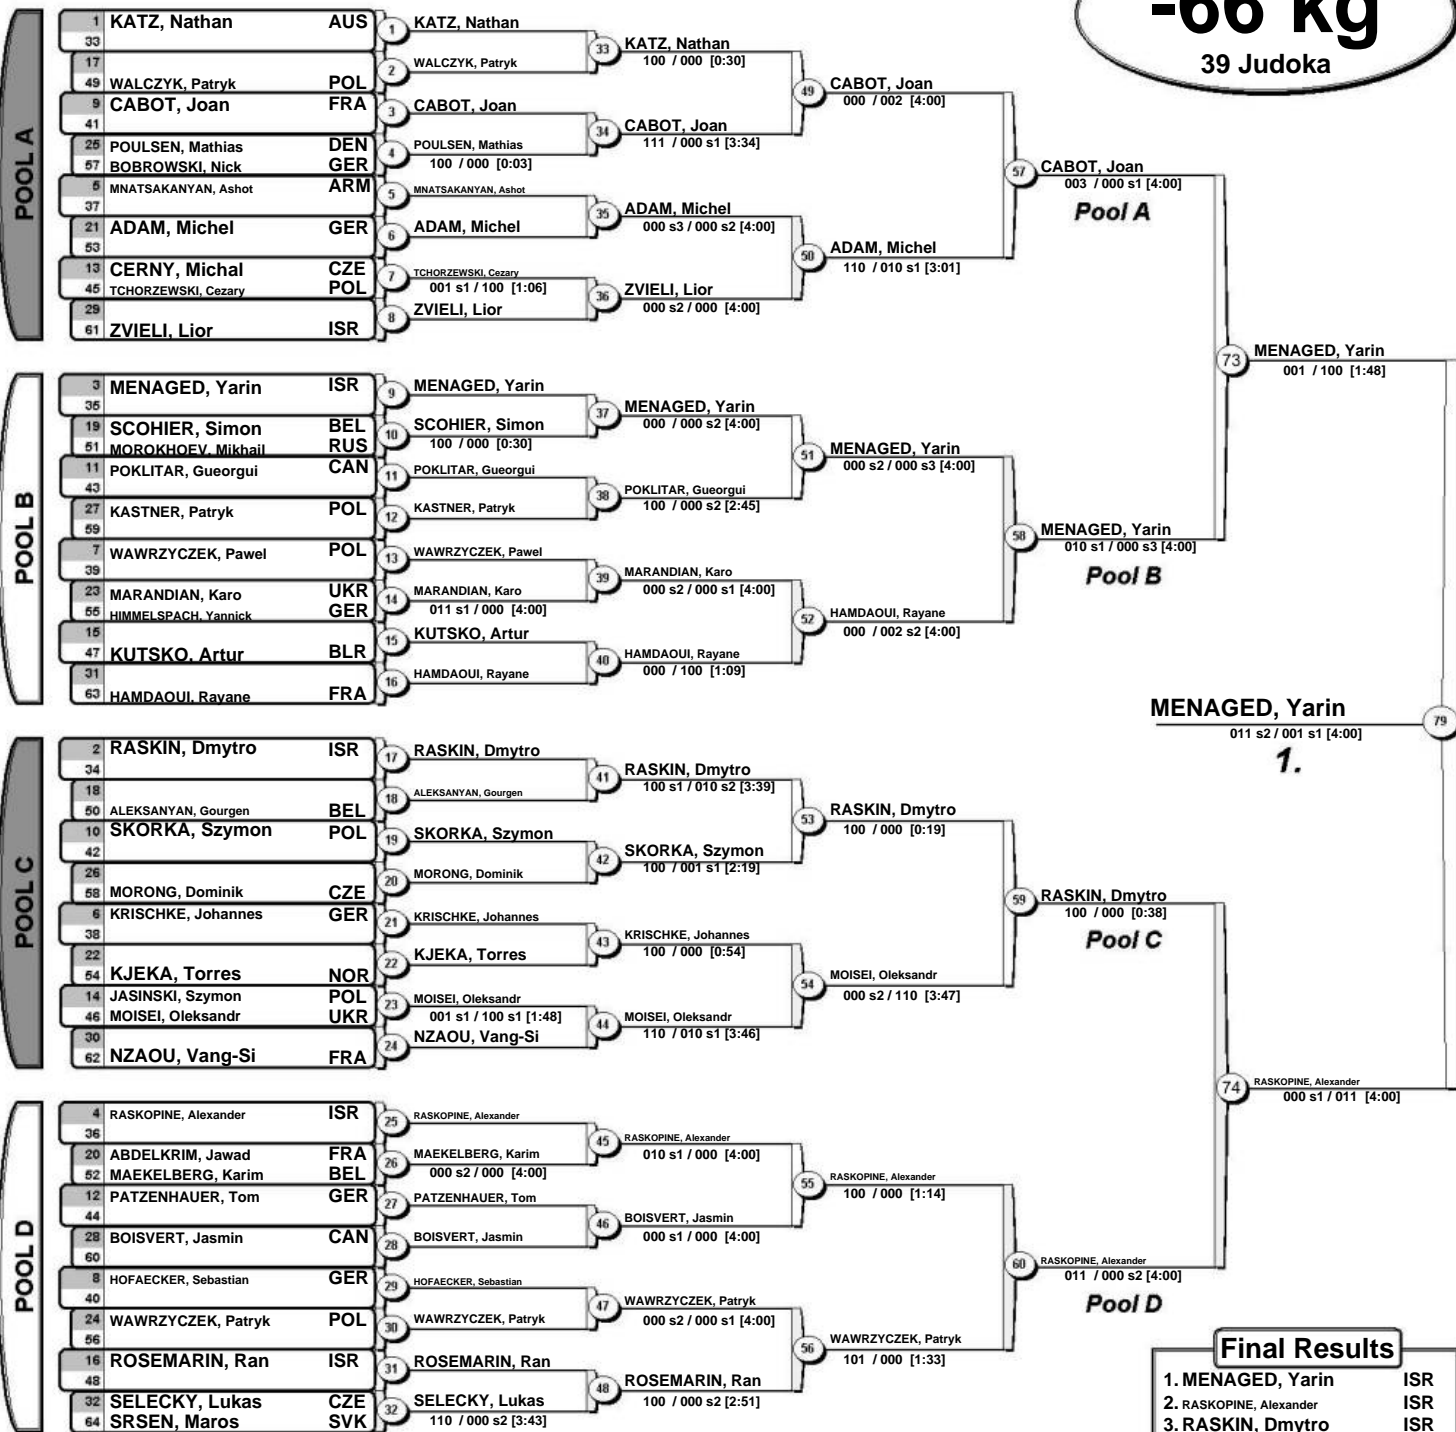 -66 kg
39 Judoka
POOL A
1 KATZ, Nathan AUS
33
17
49 WALCZYK, Patryk POL
9 CABOT, Joan FRA
41
25 POULSEN, Mathias DEN
57 BOBROWSKI, Nick GER
5 MNATSAKANYAN, Ashot ARM
37
21 ADAM, Michel GER
53
13 CERNY, Michal CZE
45 TCHORZEWSKI, Cezary POL
29
61 ZVIELI, Lior ISR
1 KATZ, Nathan
2 WALCZYK, Patryk
3 CABOT, Joan
4 POULSEN, Mathias
100 / 000 [0:03]
5 MNATSAKANYAN, Ashot
6 ADAM, Michel
7 TCHORZEWSKI, Cezary
001 s1 / 100 [1:06]
8 ZVIELI, Lior
33 KATZ, Nathan
100 / 000 [0:30]
34 CABOT, Joan
111 / 000 s1 [3:34]
35 ADAM, Michel
000 s3 / 000 s2 [4:00]
36 ZVIELI, Lior
000 s2 / 000 [4:00]
49 CABOT, Joan
000 / 002 [4:00]
50 ADAM, Michel
110 / 010 s1 [3:01]
57 CABOT, Joan
003 / 000 s1 [4:00]
Pool A
POOL B
3 MENAGED, Yarin ISR
35
19 SCOHIER, Simon BEL
51 MOROKHOEV, Mikhail RUS
11 POKLITAR, Gueorgui CAN
43
27 KASTNER, Patryk POL
59
7 WAWRZYCZEK, Pawel POL
39
23 MARANDIAN, Karo UKR
55 HIMMELSPACH, Yannick GER
15
47 KUTSKO, Artur BLR
31
63 HAMDAOUI, Rayane FRA
9 MENAGED, Yarin
10 SCOHIER, Simon
100 / 000 [0:30]
11 POKLITAR, Gueorgui
12 KASTNER, Patryk
13 WAWRZYCZEK, Pawel
14 MARANDIAN, Karo
011 s1 / 000 [4:00]
15 KUTSKO, Artur
16 HAMDAOUI, Rayane
37 MENAGED, Yarin
000 / 000 s2 [4:00]
38 POKLITAR, Gueorgui
100 / 000 s2 [2:45]
39 MARANDIAN, Karo
000 s2 / 000 s1 [4:00]
40 HAMDAOUI, Rayane
000 / 100 [1:09]
51 MENAGED, Yarin
000 s2 / 000 s3 [4:00]
52 HAMDAOUI, Rayane
000 / 002 s2 [4:00]
58 MENAGED, Yarin
010 s1 / 000 s3 [4:00]
Pool B
73 MENAGED, Yarin
001 / 100 [1:48]
MENAGED, Yarin 79
011 s2 / 001 s1 [4:00]
1.
POOL C
2 RASKIN, Dmytro ISR
34
18
50 ALEKSANYAN, Gourgen BEL
10 SKORKA, Szymon POL
42
26
58 MORONG, Dominik CZE
6 KRISCHKE, Johannes GER
38
22
54 KJEKA, Torres NOR
14 JASINSKI, Szymon POL
46 MOISEI, Oleksandr UKR
30
62 NZAOU, Vang-Si FRA
17 RASKIN, Dmytro
18 ALEKSANYAN, Gourgen
19 SKORKA, Szymon
20 MORONG, Dominik
21 KRISCHKE, Johannes
22 KJEKA, Torres
23 MOISEI, Oleksandr
001 s1 / 100 s1 [1:48]
24 NZAOU, Vang-Si
41 RASKIN, Dmytro
100 s1 / 010 s2 [3:39]
42 SKORKA, Szymon
100 / 001 s1 [2:19]
43 KRISCHKE, Johannes
100 / 000 [0:54]
44 MOISEI, Oleksandr
110 / 010 s1 [3:46]
53 RASKIN, Dmytro
100 / 000 [0:19]
54 MOISEI, Oleksandr
000 s2 / 110 [3:47]
59 RASKIN, Dmytro
100 / 000 [0:38]
Pool C
74 RASKOPINE, Alexander
000 s1 / 011 [4:00]
POOL D
4 RASKOPINE, Alexander ISR
36
20 ABDELKRIM, Jawad FRA
52 MAEKELBERG, Karim BEL
12 PATZENHAUER, Tom GER
44
28 BOISVERT, Jasmin CAN
60
8 HOFAECKER, Sebastian GER
40
24 WAWRZYCZEK, Patryk POL
56
16 ROSEMARIN, Ran ISR
48
32 SELECKY, Lukas CZE
64 SRSEN, Maros SVK
25 RASKOPINE, Alexander
26 MAEKELBERG, Karim
000 s2 / 000 [4:00]
27 PATZENHAUER, Tom
28 BOISVERT, Jasmin
29 HOFAECKER, Sebastian
30 WAWRZYCZEK, Patryk
31 ROSEMARIN, Ran
32 SELECKY, Lukas
110 / 000 s2 [3:43]
45 RASKOPINE, Alexander
010 s1 / 000 [4:00]
46 BOISVERT, Jasmin
000 s1 / 000 [4:00]
47 WAWRZYCZEK, Patryk
000 s2 / 000 s1 [4:00]
48 ROSEMARIN, Ran
100 / 000 s2 [2:51]
55 RASKOPINE, Alexander
100 / 000 [1:14]
56 WAWRZYCZEK, Patryk
101 / 000 [1:33]
60 RASKOPINE, Alexander
011 / 000 s2 [4:00]
Pool D
Final Results
1. MENAGED, Yarin ISR
2. RASKOPINE, Alexander ISR
3. RASKIN, Dmytro ISR